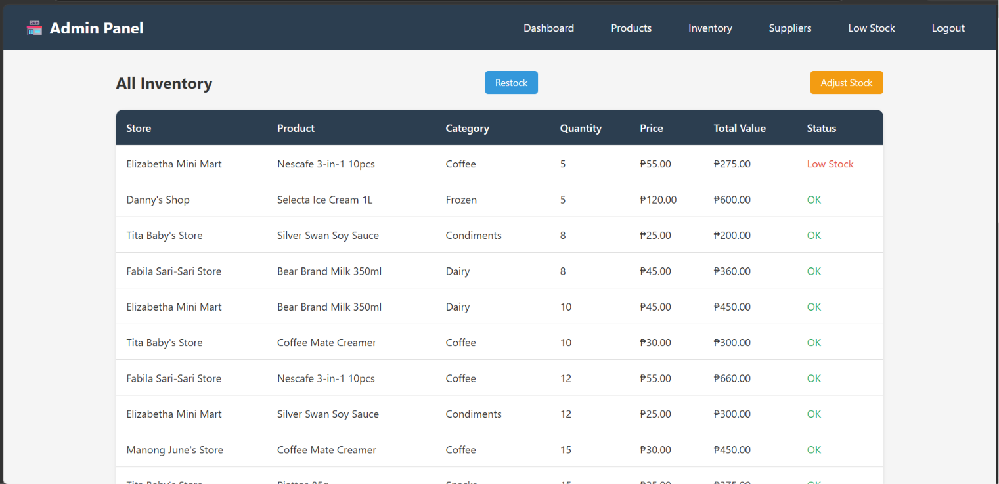 Admin Panel Dashboard Products Inventory Suppliers Low Stock Logout
All Inventory Restock Adjust Stock
Store Product Category Quantity Price Total Value Status
Elizabetha Mini Mart Nescafe 3-in-1 10pcs Coffee 5 ₱55.00 ₱275.00 Low Stock
Danny's Shop Selecta Ice Cream 1L Frozen 5 ₱120.00 ₱600.00 OK
Tita Baby's Store Silver Swan Soy Sauce Condiments 8 ₱25.00 ₱200.00 OK
Fabila Sari-Sari Store Bear Brand Milk 350ml Dairy 8 ₱45.00 ₱360.00 OK
Elizabetha Mini Mart Bear Brand Milk 350ml Dairy 10 ₱45.00 ₱450.00 OK
Tita Baby's Store Coffee Mate Creamer Coffee 10 ₱30.00 ₱300.00 OK
Fabila Sari-Sari Store Nescafe 3-in-1 10pcs Coffee 12 ₱55.00 ₱660.00 OK
Elizabetha Mini Mart Silver Swan Soy Sauce Condiments 12 ₱25.00 ₱300.00 OK
Manong June's Store Coffee Mate Creamer Coffee 15 ₱30.00 ₱450.00 OK
Tita Baby's Store